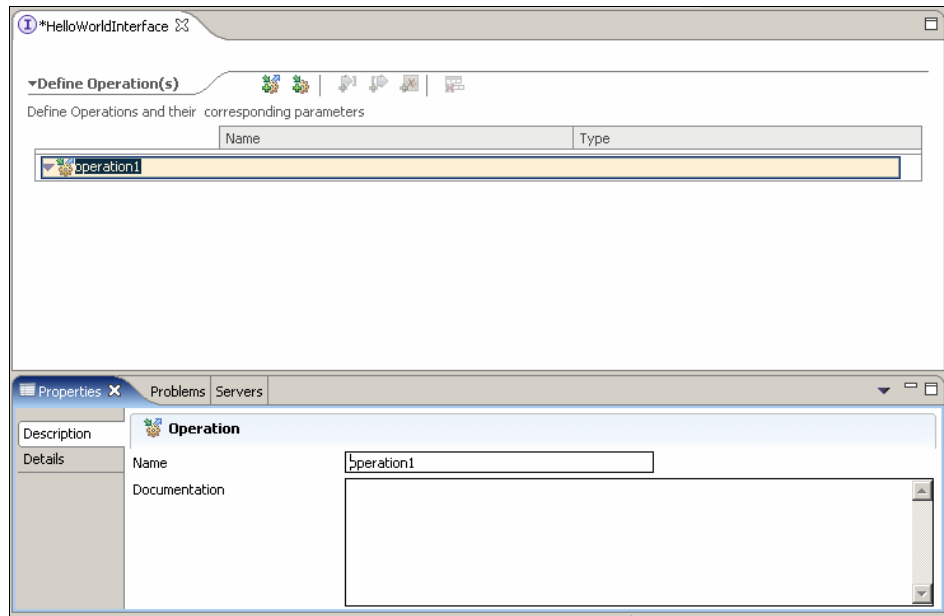 *HelloWorldInterface
Define Operation(s)
Define Operations and their corresponding parameters
Name Type
operation1
Properties Problems Servers
Description Operation
Details
Name operation1
Documentation